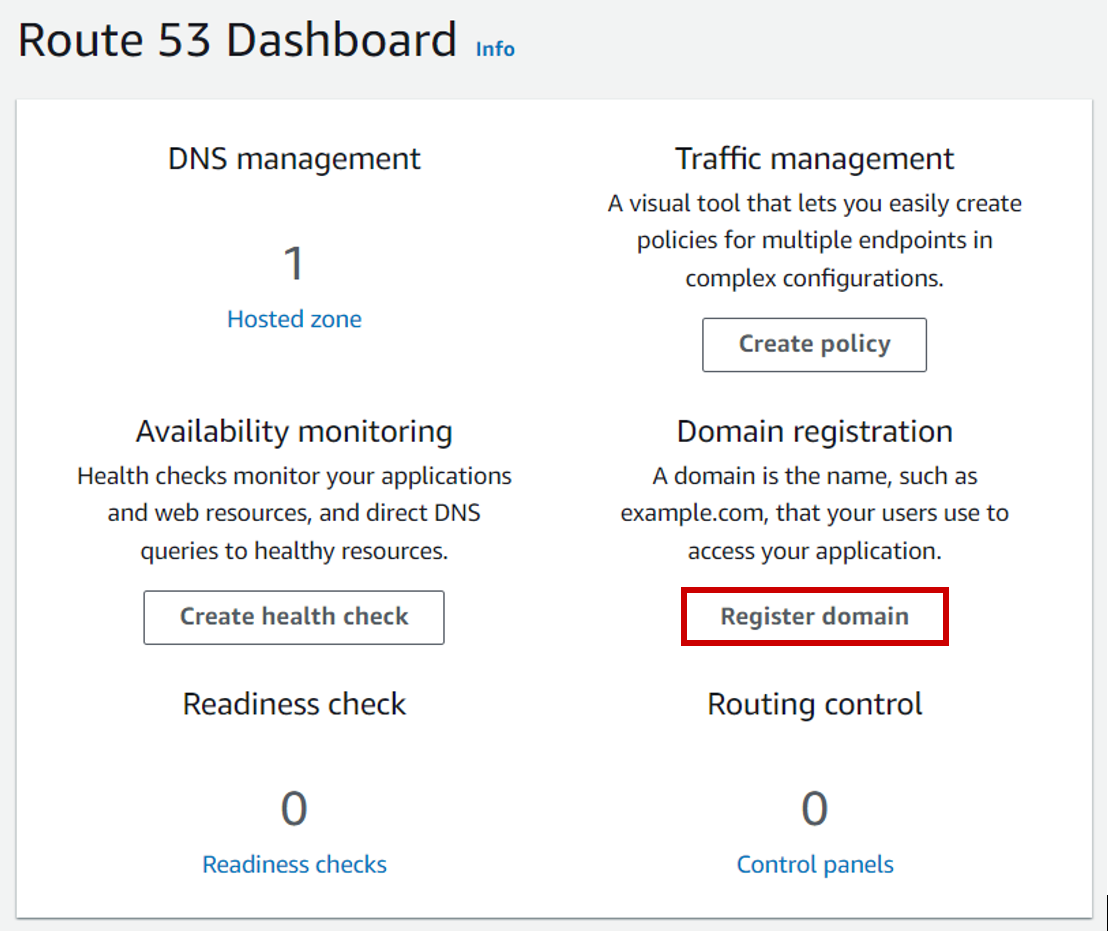 Route 53 Dashboard Info
DNS management
1
Hosted zone
Traffic management
A visual tool that lets you easily create
policies for multiple endpoints in
complex configurations.
Create policy
Availability monitoring
Health checks monitor your applications
and web resources, and direct DNS
queries to healthy resources.
Create health check
Domain registration
A domain is the name, such as
example.com, that your users use to
access your application.
Register domain
Readiness check
0
Readiness checks
Routing control
0
Control panels